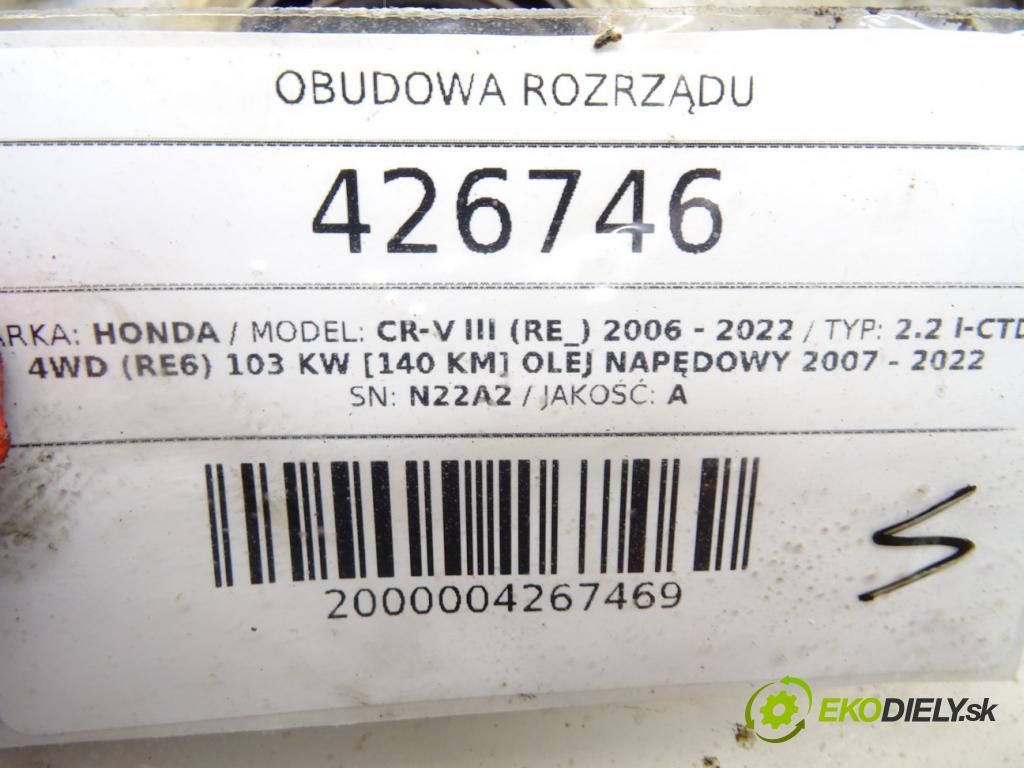 OBUDOWA ROZRZĄDU
426746
ARKA: HONDA / MODEL: CR-V III (RE_) 2006 - 2022 / TYP: 2.2 I-CTD
4WD (RE6) 103 KW [140 KM] OLEJ NAPĘDOWY 2007 - 2022
SN: N22A2 / JAKOŚĆ: A
2000004267469
EKODIELY.sk